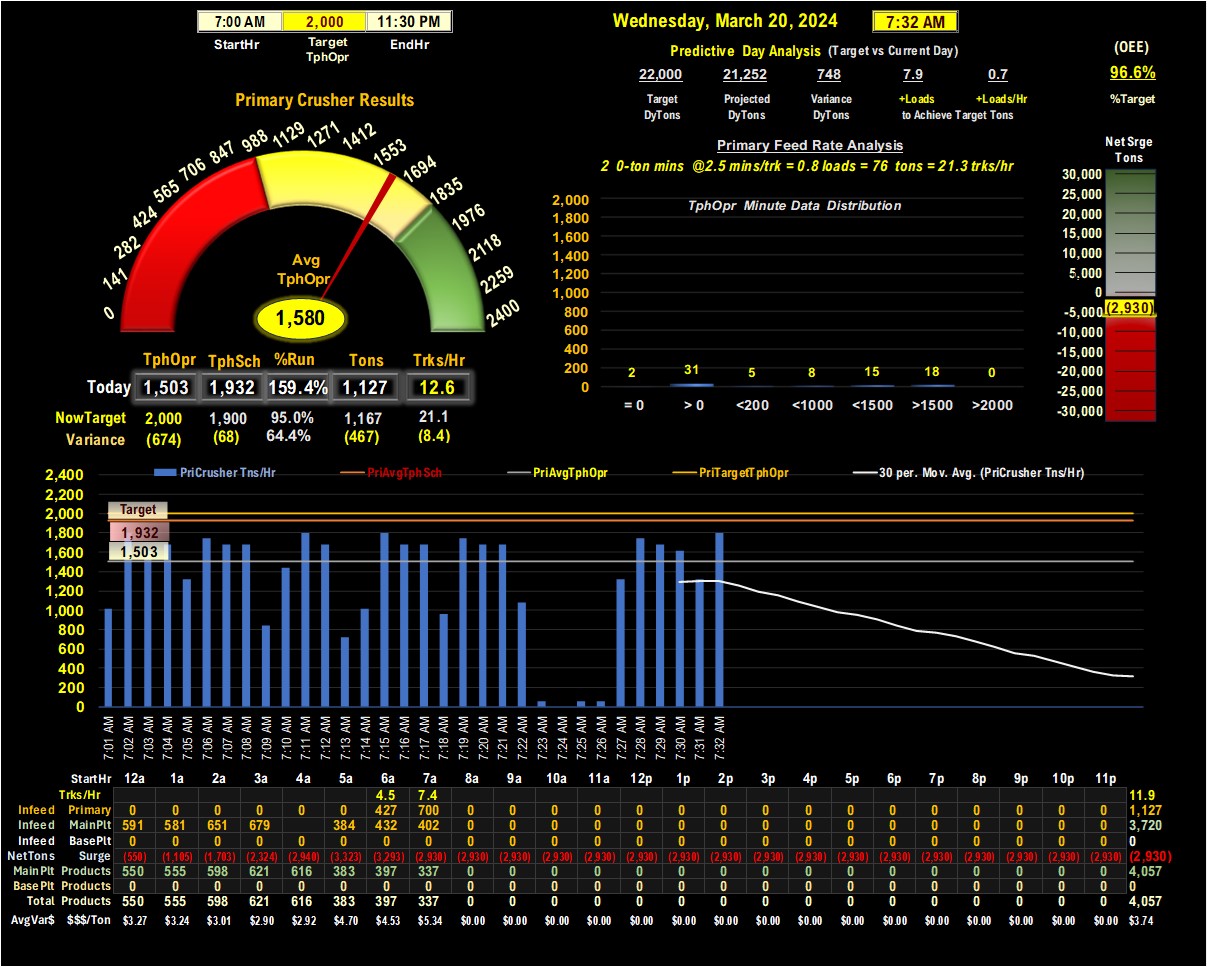 7:00 AM 2,000 11:30 PM
StartHr Target TphOpr EndHr
Wednesday, March 20, 2024 7:32 AM
Predictive Day Analysis (Target vs Current Day)
(OEE)
22,000 21,252 748 7.9 0.7
96.6%
Target DyTons Projected DyTons Variance DyTons +Loads +Loads/Hr
to Achieve Target Tons
%Target
Primary Crusher Results
0 141 282 424 565 706 847 988 1129 1271 1412 1553 1694 1835 1976 2118 2259 2400
Avg
TphOpr
1,580
Primary Feed Rate Analysis
2 0-ton mins @2.5 mins/trk = 0.8 loads = 76 tons = 21.3 trks/hr
TphOpr Minute Data Distribution
2,000
1,800
1,600
1,400
1,200
1,000
800
600
400
200
0
2 31 5 8 15 18 0
= 0 > 0 <200 <1000 <1500 >1500 >2000
Net Srge
Tons
30,000
25,000
20,000
15,000
10,000
5,000
0
-5,000 (2,930)
-10,000
-15,000
-20,000
-25,000
-30,000
TphOpr TphSch %Run Tons Trks/Hr
Today 1,503 1,932 159.4% 1,127 12.6
NowTarget 2,000 1,900 95.0% 1,167 21.1
Variance (674) (68) 64.4% (467) (8.4)
PriCrusher Tns/Hr PriAvgTphSch PriAvgTphOpr PriTargetTphOpr 30 per. Mov. Avg. (PriCrusher Tns/Hr)
2,400
2,200
2,000
1,800
1,600
1,400
1,200
1,000
800
600
400
200
0
Target
1,932
1,503
7:01 AM 7:02 AM 7:03 AM 7:04 AM 7:05 AM 7:06 AM 7:07 AM 7:08 AM 7:09 AM 7:10 AM 7:11 AM 7:12 AM 7:13 AM 7:14 AM 7:15 AM 7:16 AM 7:17 AM 7:18 AM 7:19 AM 7:20 AM 7:21 AM 7:22 AM 7:23 AM 7:24 AM 7:25 AM 7:26 AM 7:27 AM 7:28 AM 7:29 AM 7:30 AM 7:31 AM 7:32 AM
StartHr 12a 1a 2a 3a 4a 5a 6a 7a 8a 9a 10a 11a 12p 1p 2p 3p 4p 5p 6p 7p 8p 9p 10p 11p
Trks/Hr 4.5 7.4 11.9
Infeed Primary 0 0 0 0 0 0 427 700 0 0 0 0 0 0 0 0 0 0 0 0 0 0 0 0 1,127
Infeed MainPlt 591 581 651 679 384 432 402 0 0 0 0 0 0 0 0 0 0 0 0 0 0 0 0 3,720
Infeed BasePlt 0 0 0 0 0 0 0 0 0 0 0 0 0 0 0 0 0 0 0 0 0 0 0 0 0
NetTons Surge (550) (1,105) (1,703) (2,324) (2,940) (3,323) (3,293) (2,930) (2,930) (2,930) (2,930) (2,930) (2,930) (2,930) (2,930) (2,930) (2,930) (2,930) (2,930) (2,930) (2,930) (2,930) (2,930) (2,930) (2,930)
MainPlt Products 550 555 598 621 616 383 397 337 0 0 0 0 0 0 0 0 0 0 0 0 0 0 0 0 4,057
BasePlt Products 0 0 0 0 0 0 0 0 0 0 0 0 0 0 0 0 0 0 0 0 0 0 0 0 0
Total Products 550 555 598 621 616 383 397 337 0 0 0 0 0 0 0 0 0 0 0 0 0 0 0 0 4,057
AvgVar$ $$$/Ton $3.27 $3.24 $3.01 $2.90 $2.92 $4.70 $4.53 $5.34 $0.00 $0.00 $0.00 $0.00 $0.00 $0.00 $0.00 $0.00 $0.00 $0.00 $0.00 $0.00 $0.00 $0.00 $0.00 $0.00 $3.74